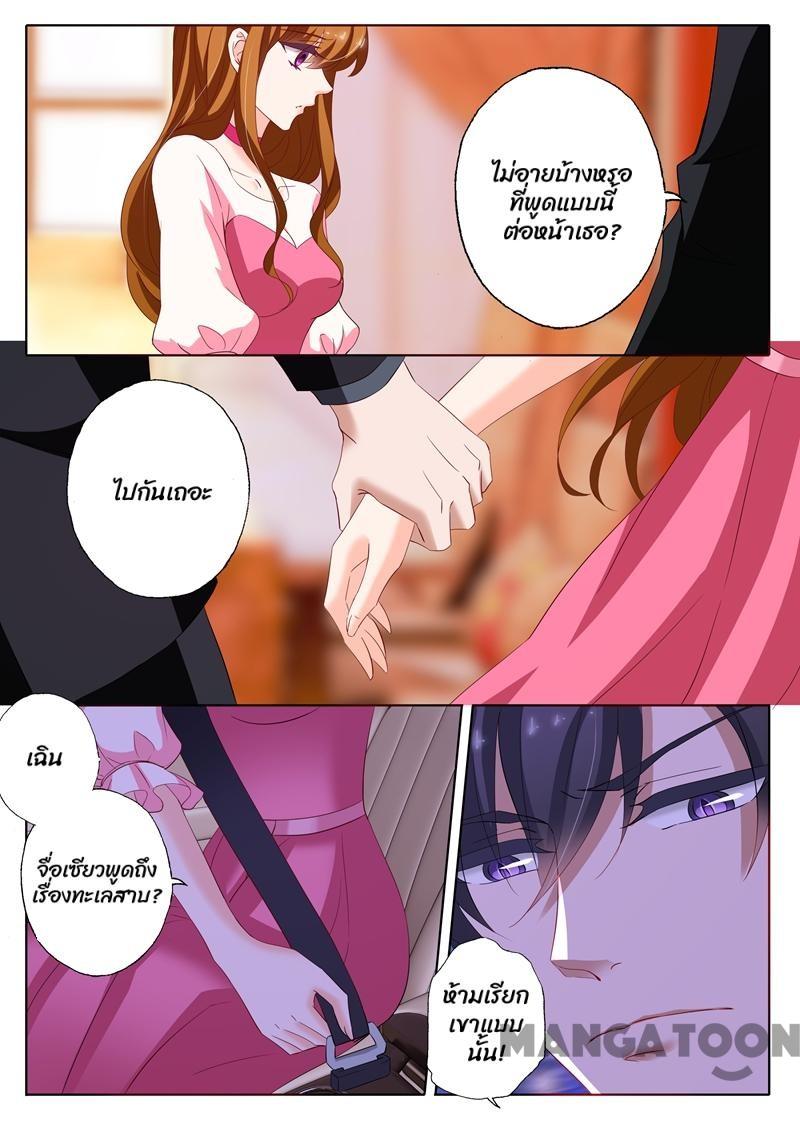 ไม่อายบ้างหรอ
ที่พูดแบบนี้
ต่อหน้าเธอ?
ไปกันเถอะ
เฉิน
จื่อเซียวพูดถึง
เรื่องทะเลสาบ?
ห้ามเรียก
เขาแบบ
นั้น!
MANGATOON